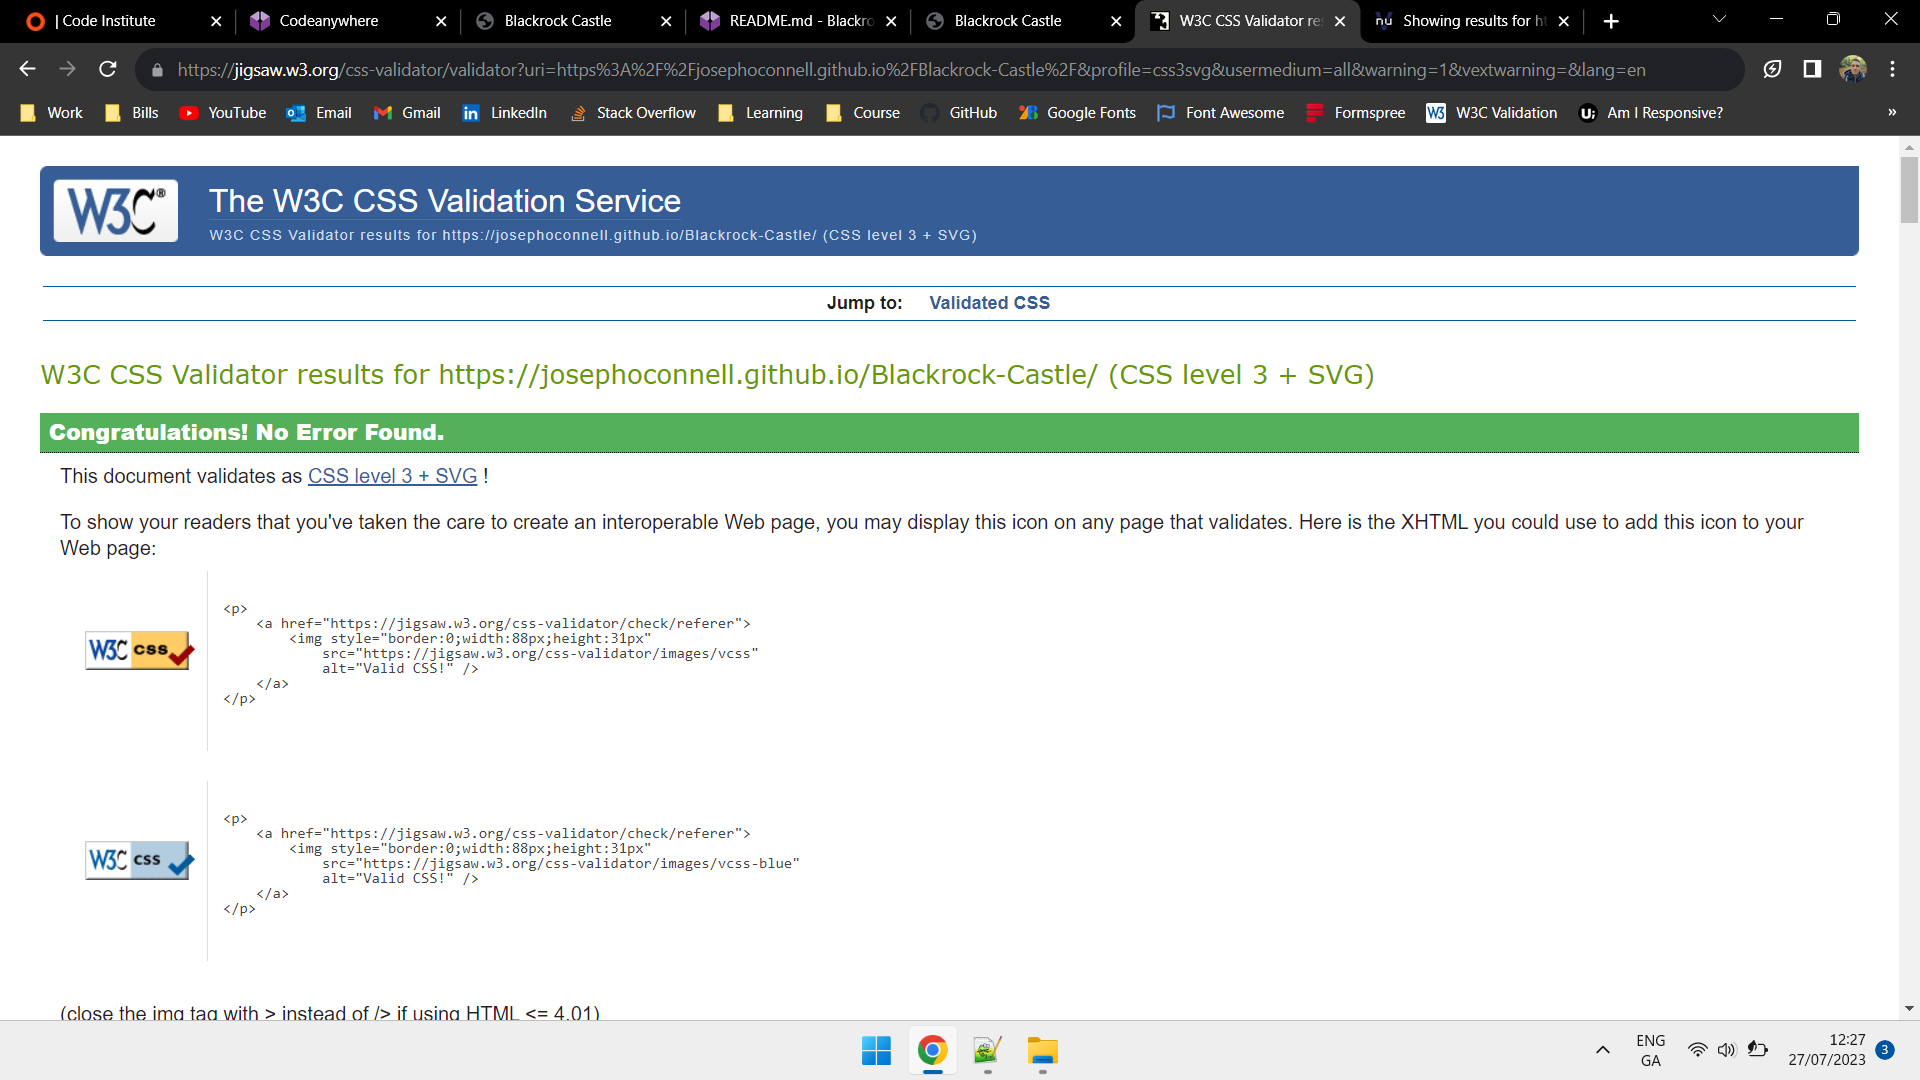 | Code Institute
Codeanywhere
Blackrock Castle
README.md - Blackro
Blackrock Castle
W3C CSS Validator re
Showing results for h
https://jigsaw.w3.org/css-validator/validator?uri=https%3A%2F%2Fjosephoconnell.github.io%2FBlackrock-Castle%2F&profile=css3svg&usermedium=all&warning=1&vextwarning=&lang=en
Work
Bills
YouTube
Email
Gmail
LinkedIn
Stack Overflow
Learning
Course
GitHub
Google Fonts
Font Awesome
Formspree
W3C Validation
Am I Responsive?
»
W3C®
The W3C CSS Validation Service
W3C CSS Validator results for https://josephoconnell.github.io/Blackrock-Castle/ (CSS level 3 + SVG)
Jump to: Validated CSS
W3C CSS Validator results for https://josephoconnell.github.io/Blackrock-Castle/ (CSS level 3 + SVG)
Congratulations! No Error Found.
This document validates as CSS level 3 + SVG !
To show your readers that you've taken the care to create an interoperable Web page, you may display this icon on any page that validates. Here is the XHTML you could use to add this icon to your
Web page:
W3C css
<p>
<a href="https://jigsaw.w3.org/css-validator/check/referer">
<img style="border:0;width:88px;height:31px"
src="https://jigsaw.w3.org/css-validator/images/vcss"
alt="Valid CSS!" />
</a>
</p>
W3C css
<p>
<a href="https://jigsaw.w3.org/css-validator/check/referer">
<img style="border:0;width:88px;height:31px"
src="https://jigsaw.w3.org/css-validator/images/vcss-blue"
alt="Valid CSS!" />
</a>
</p>
(close the img tag with > instead of /> if using HTML <= 4.01)
ENG
GA
12:27
27/07/2023
3